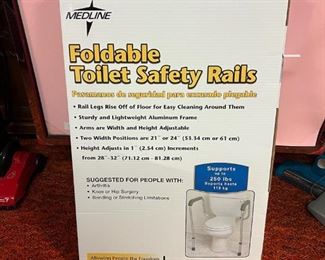 MEDLINE
Foldable
Toilet Safety Rails
Pasamanos de seguridad para excusado plegable
• Rail Legs Rise Off of Floor for Easy Cleaning Around Them
• Sturdy and Lightweight Aluminum Frame
• Arms are Width and Height Adjustable
• Two Width Positions are 21" or 24" (53.34 cm or 61 cm)
• Height Adjusts in 1" (2.54 cm) Increments
from 28"-32" (71.12 cm - 81.28 cm)
SUGGESTED FOR PEOPLE WITH:
• Arthritis
• Knee or Hip Surgery
• Bending or Stretching Limitations
Supports
up to
250 lbs
Soporta hasta
113 kg